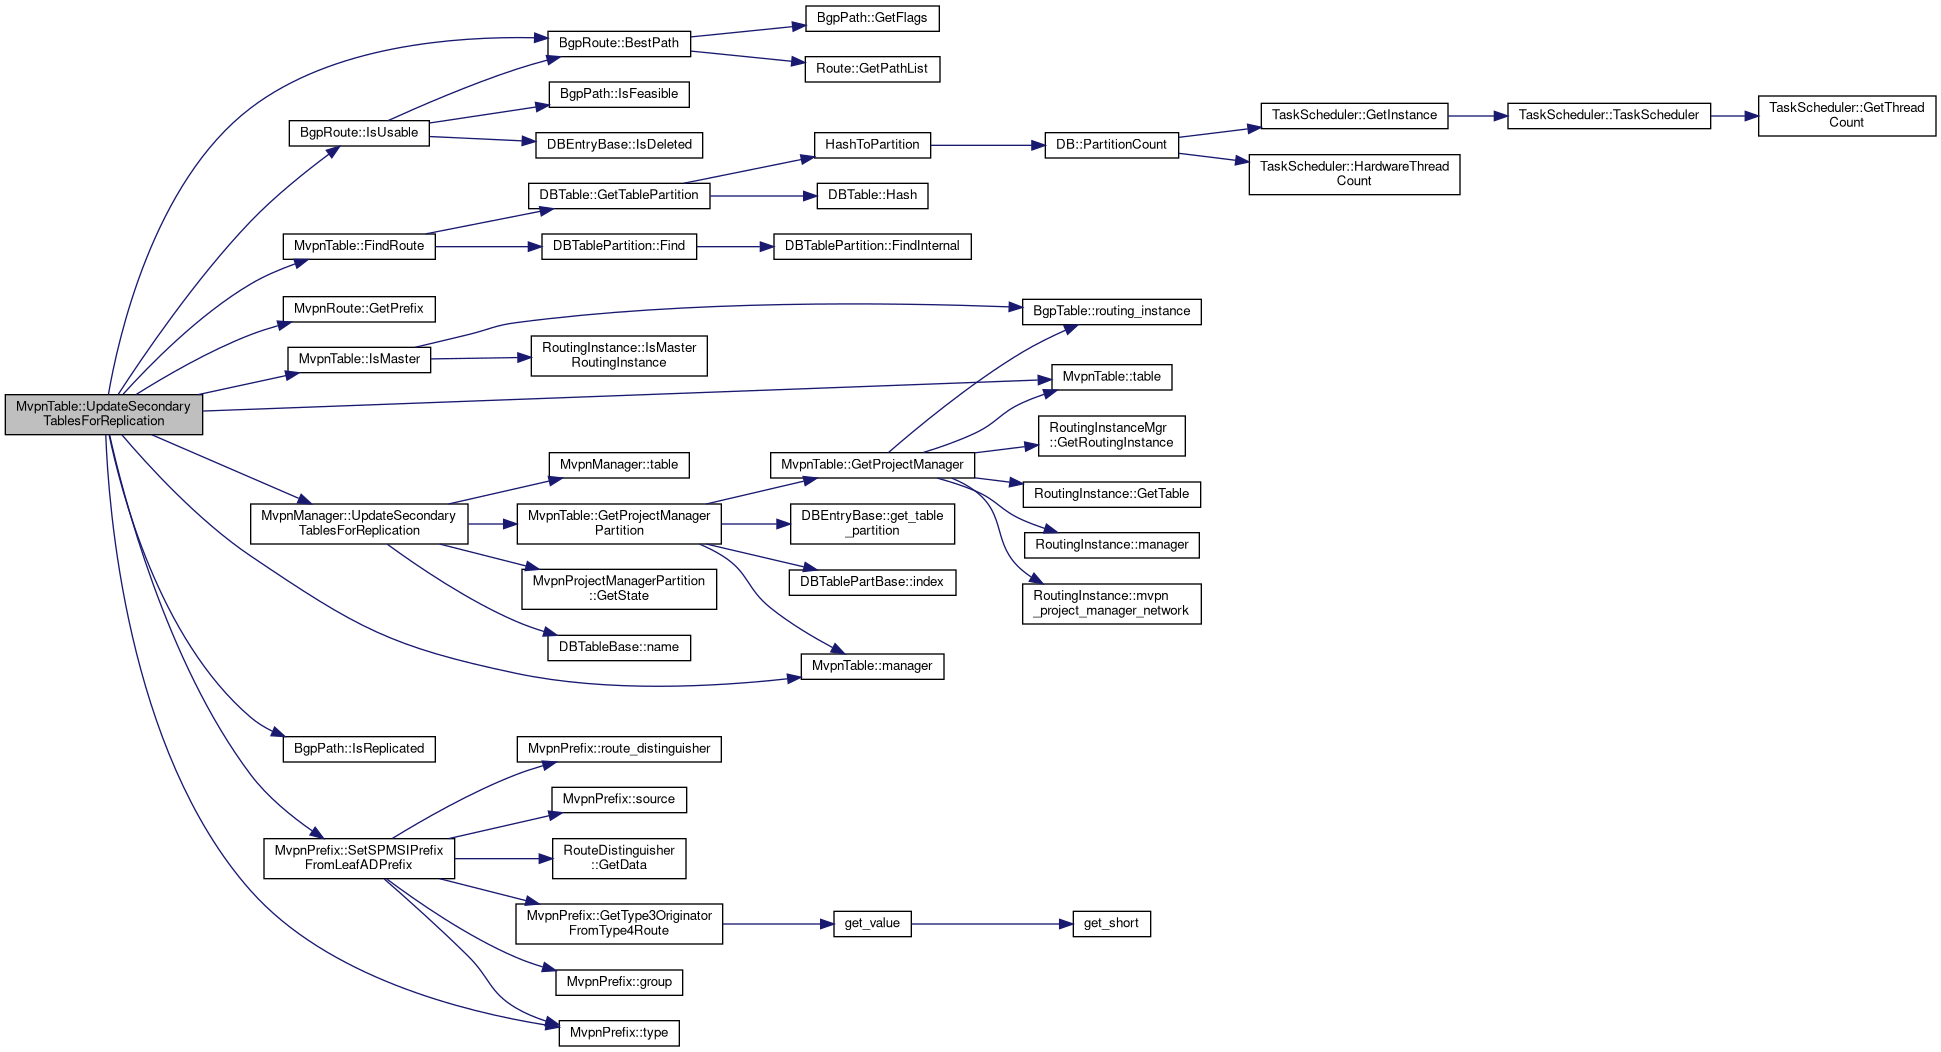 BgpPath::GetFlags
BgpRoute::BestPath
Route::GetPathList
BgpPath::IsFeasible
TaskScheduler::GetThread
Count
TaskScheduler::GetInstance
TaskScheduler::TaskScheduler
BgpRoute::IsUsable
DBEntryBase::IsDeleted
HashToPartition
DB::PartitionCount
TaskScheduler::HardwareThread
Count
DBTable::GetTablePartition
DBTable::Hash
MvpnTable::FindRoute
DBTablePartition::Find
DBTablePartition::FindInternal
MvpnRoute::GetPrefix
BgpTable::routing_instance
MvpnTable::IsMaster
RoutingInstance::IsMaster
RoutingInstance
MvpnTable::table
MvpnTable::UpdateSecondary
TablesForReplication
RoutingInstanceMgr
::GetRoutingInstance
MvpnManager::table
MvpnTable::GetProjectManager
RoutingInstance::GetTable
MvpnManager::UpdateSecondary
TablesForReplication
MvpnTable::GetProjectManager
Partition
DBEntryBase::get_table
_partition
RoutingInstance::manager
MvpnProjectManagerPartition
::GetState
DBTablePartBase::index
RoutingInstance::mvpn
_project_manager_network
DBTableBase::name
MvpnTable::manager
BgpPath::IsReplicated
MvpnPrefix::route_distinguisher
MvpnPrefix::source
MvpnPrefix::SetSPMSIPrefix
FromLeafADPrefix
RouteDistinguisher
::GetData
MvpnPrefix::GetType3Originator
FromType4Route
get_value
get_short
MvpnPrefix::group
MvpnPrefix::type